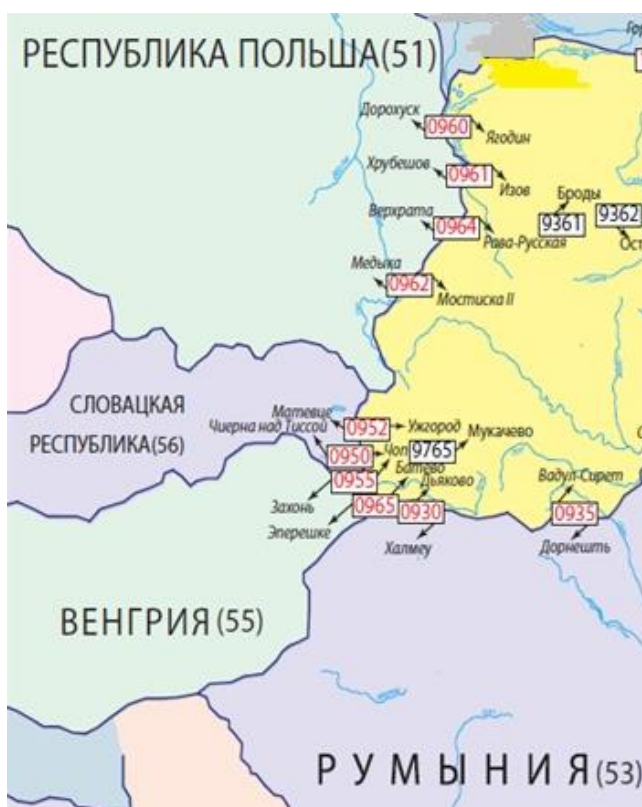 РЕСПУБЛИКА ПОЛЬША(51)
Дорохуск
0960
Ягодин
Хрубешов
0961
Изов
Броды
9361
9362
Верхрата
0964
Рава-Русская
Медыка
0962
Мостиска II
СЛОВАЦКАЯ
РЕСПУБЛИКА(56)
Матевце
0952
Ужгород
Чиерна над Тиссой
0950
Чоп
9765
Мукачево
0955
Батево
Захонь
Дьяково
Эперешке
0965
0930
Халмеу
Вадул-Сирет
0935
Дорнешть
ВЕНГРИЯ (55)
РУМЫНИЯ (53)